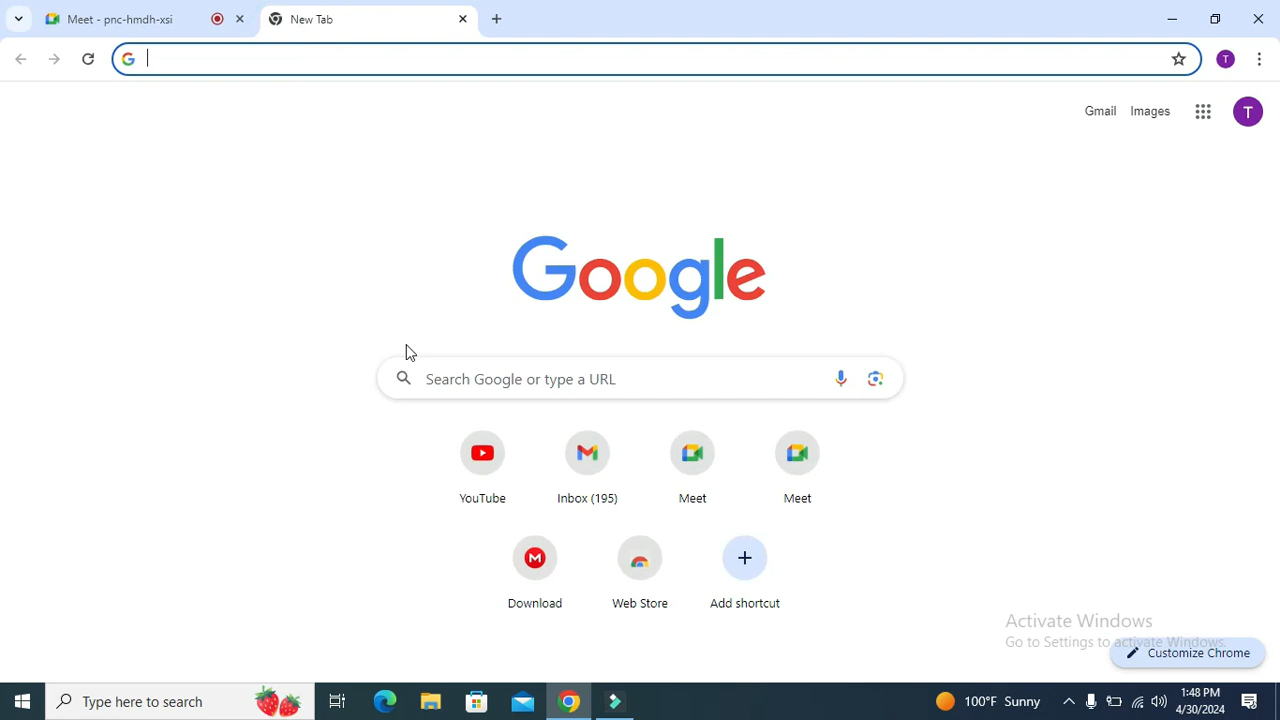 Meet - pnc-hmdh-xsi
New Tab
T
Gmail
Images
T
Google
Search Google or type a URL
YouTube
Inbox (195)
Meet
Meet
Download
Web Store
Add shortcut
Activate Windows
Go to Settings to activate Windows.
Customize Chrome
Type here to search
100°F Sunny
1:48 PM
4/30/2024